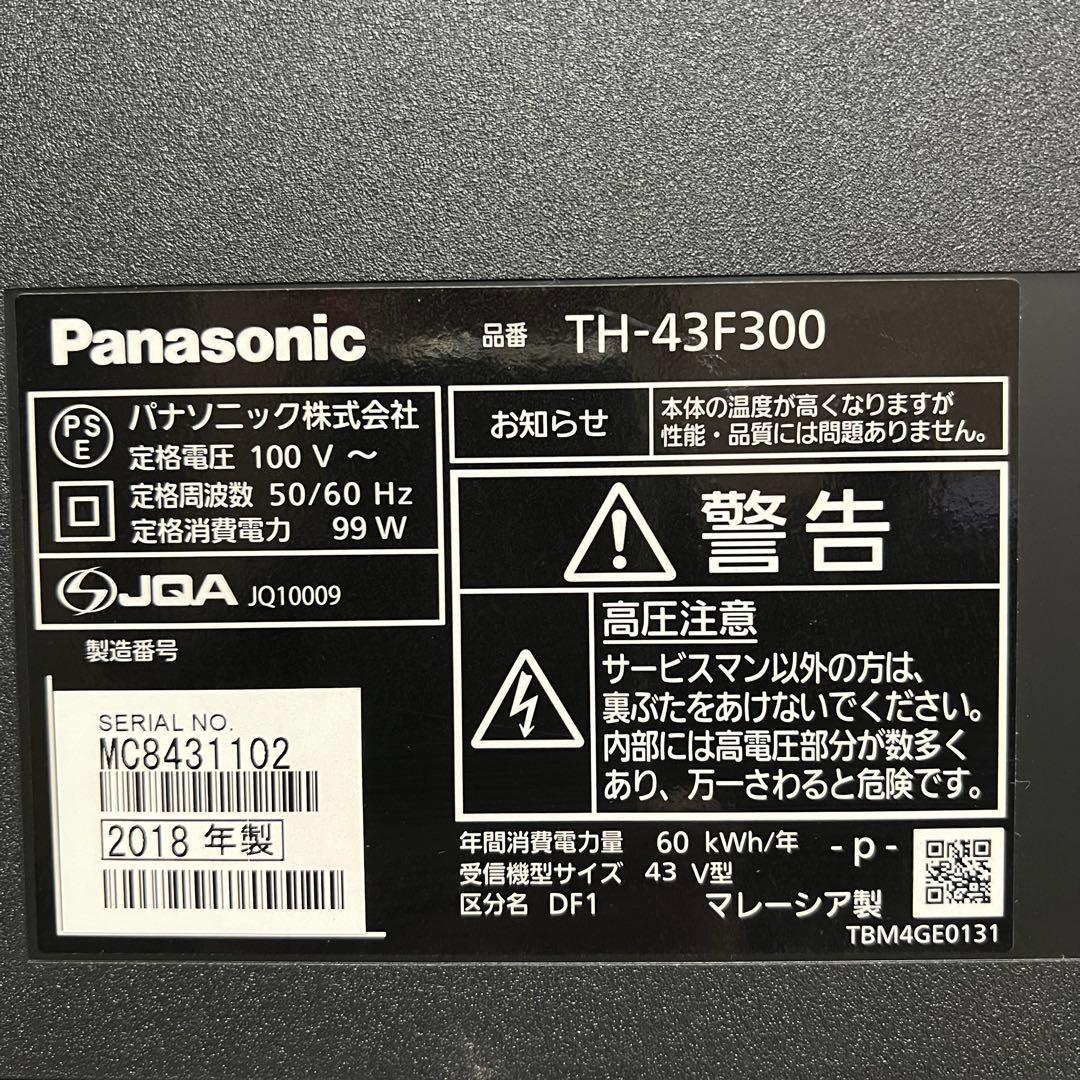 Panasonic
品番 TH-43F300
PS
E
パナソニック株式会社
定格電圧 100 V ～
定格周波数 50/60 Hz
定格消費電力 99 W
JQA JQ10009
お知らせ
本体の温度が高くなりますが
性能・品質には問題ありません。
警告
高圧注意
サービスマン以外の方は、
裏ぶたをあけないでください。
内部には高電圧部分が数多く
あり、万一さわると危険です。
製造番号
SERIAL NO.
MC8431102
2018 年製
年間消費電力量 60 kWh/年
受信機型サイズ 43 V型
区分名 DF1
- p -
マレーシア製
TBM4GE0131